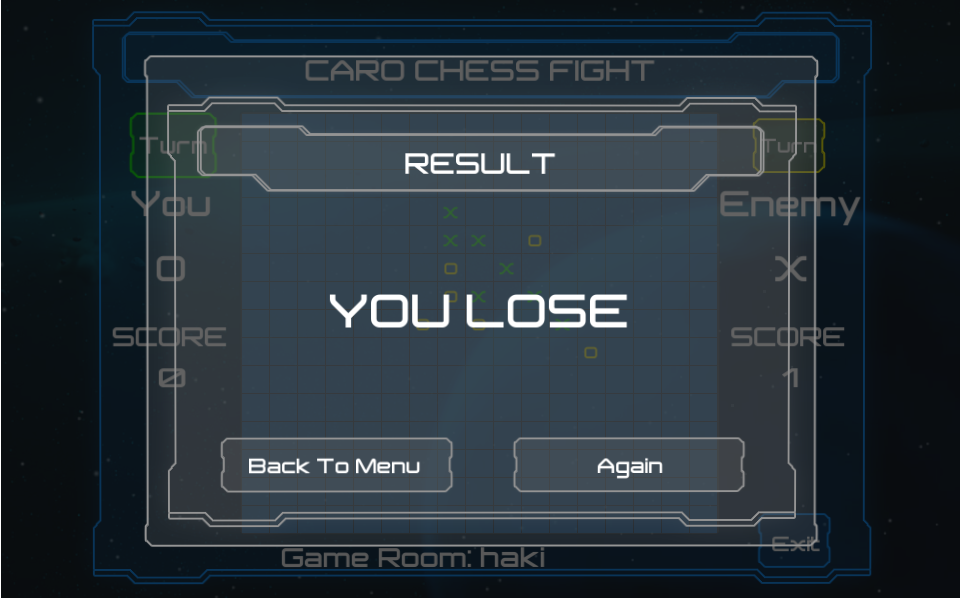 CARO CHESS FIGHT
Turn
Turn
RESULT
You
Enemy
O
X
YOU LOSE
SCORE
SCORE
0
1
Back To Menu
Again
Game Room: haki
Exit